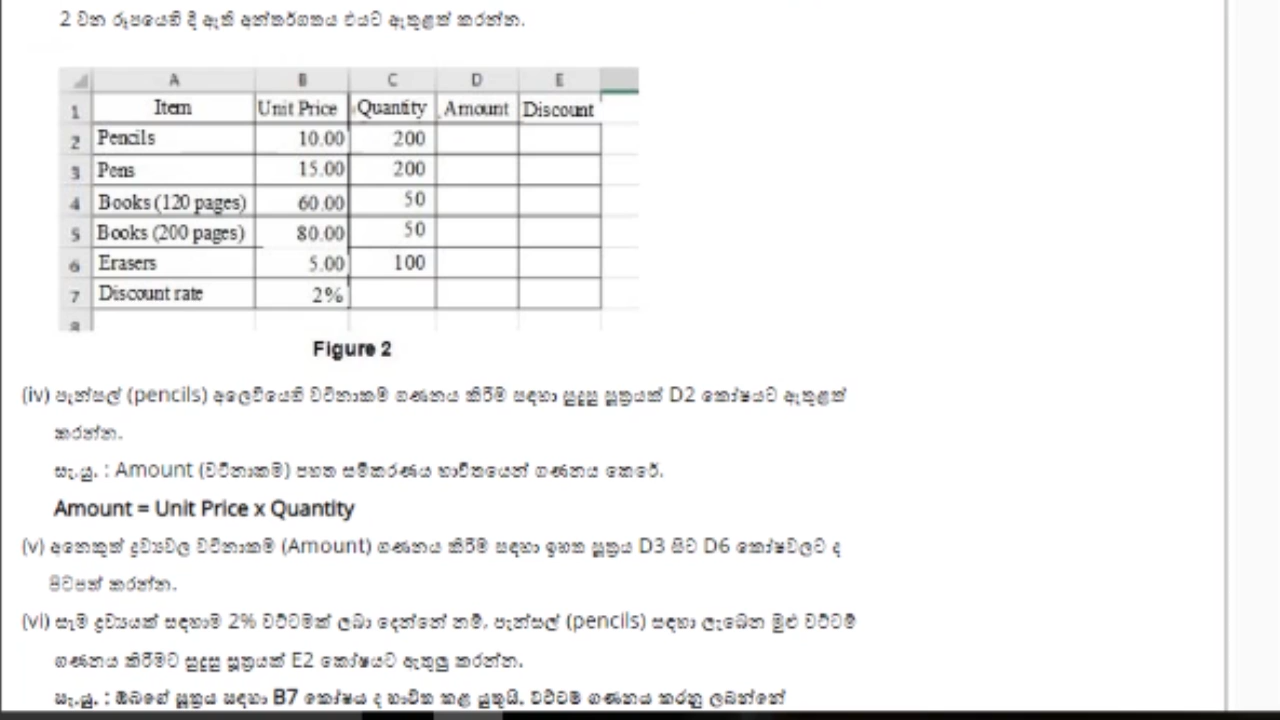 2 වන රූපයෙහි දී ඇති අන්තර්ගතය එයට ඇතුළත් කරන්න.
A B C D E
1 Item Unit Price Quantity Amount Discount
2 Pencils 10.00 200
3 Pens 15.00 200
4 Books (120 pages) 60.00 50
5 Books (200 pages) 80.00 50
6 Erasers 5.00 100
7 Discount rate 2%
8
Figure 2
(iv) පැන්සල් (pencils) අලෙවියෙහි වටිනාකම ගණනය කිරීම සඳහා සුදුසු සූත්‍රයක් D2 කෝෂයට ඇතුළත්
කරන්න.
සැ.යු. : Amount (වටිනාකම) පහත සමීකරණය භාවිතයෙන් ගණනය කෙරේ.
Amount = Unit Price x Quantity
(v) අනෙකුත් ද්‍රව්‍යවල වටිනාකම (Amount) ගණනය කිරීම සඳහා ඉහත සූත්‍රය D3 සිට D6 කෝෂවලට ද
පිටපත් කරන්න.
(vi) සෑම ද්‍රව්‍යයක් සඳහාම 2% වට්ටමක් ලබා දෙන්නේ නම්, පැන්සල් (pencils) සඳහා ලැබෙන මුළු වට්ටම්
ගණනය කිරීමට සුදුසු සූත්‍රයක් E2 කෝෂයට ඇතුලු කරන්න.
සැ.යු. : ඔබගේ සූත්‍රය සඳහා B7 කෝෂය ද භාවිත කළ යුතුයි. වට්ටම් ගණනය කරනු ලබන්නේ